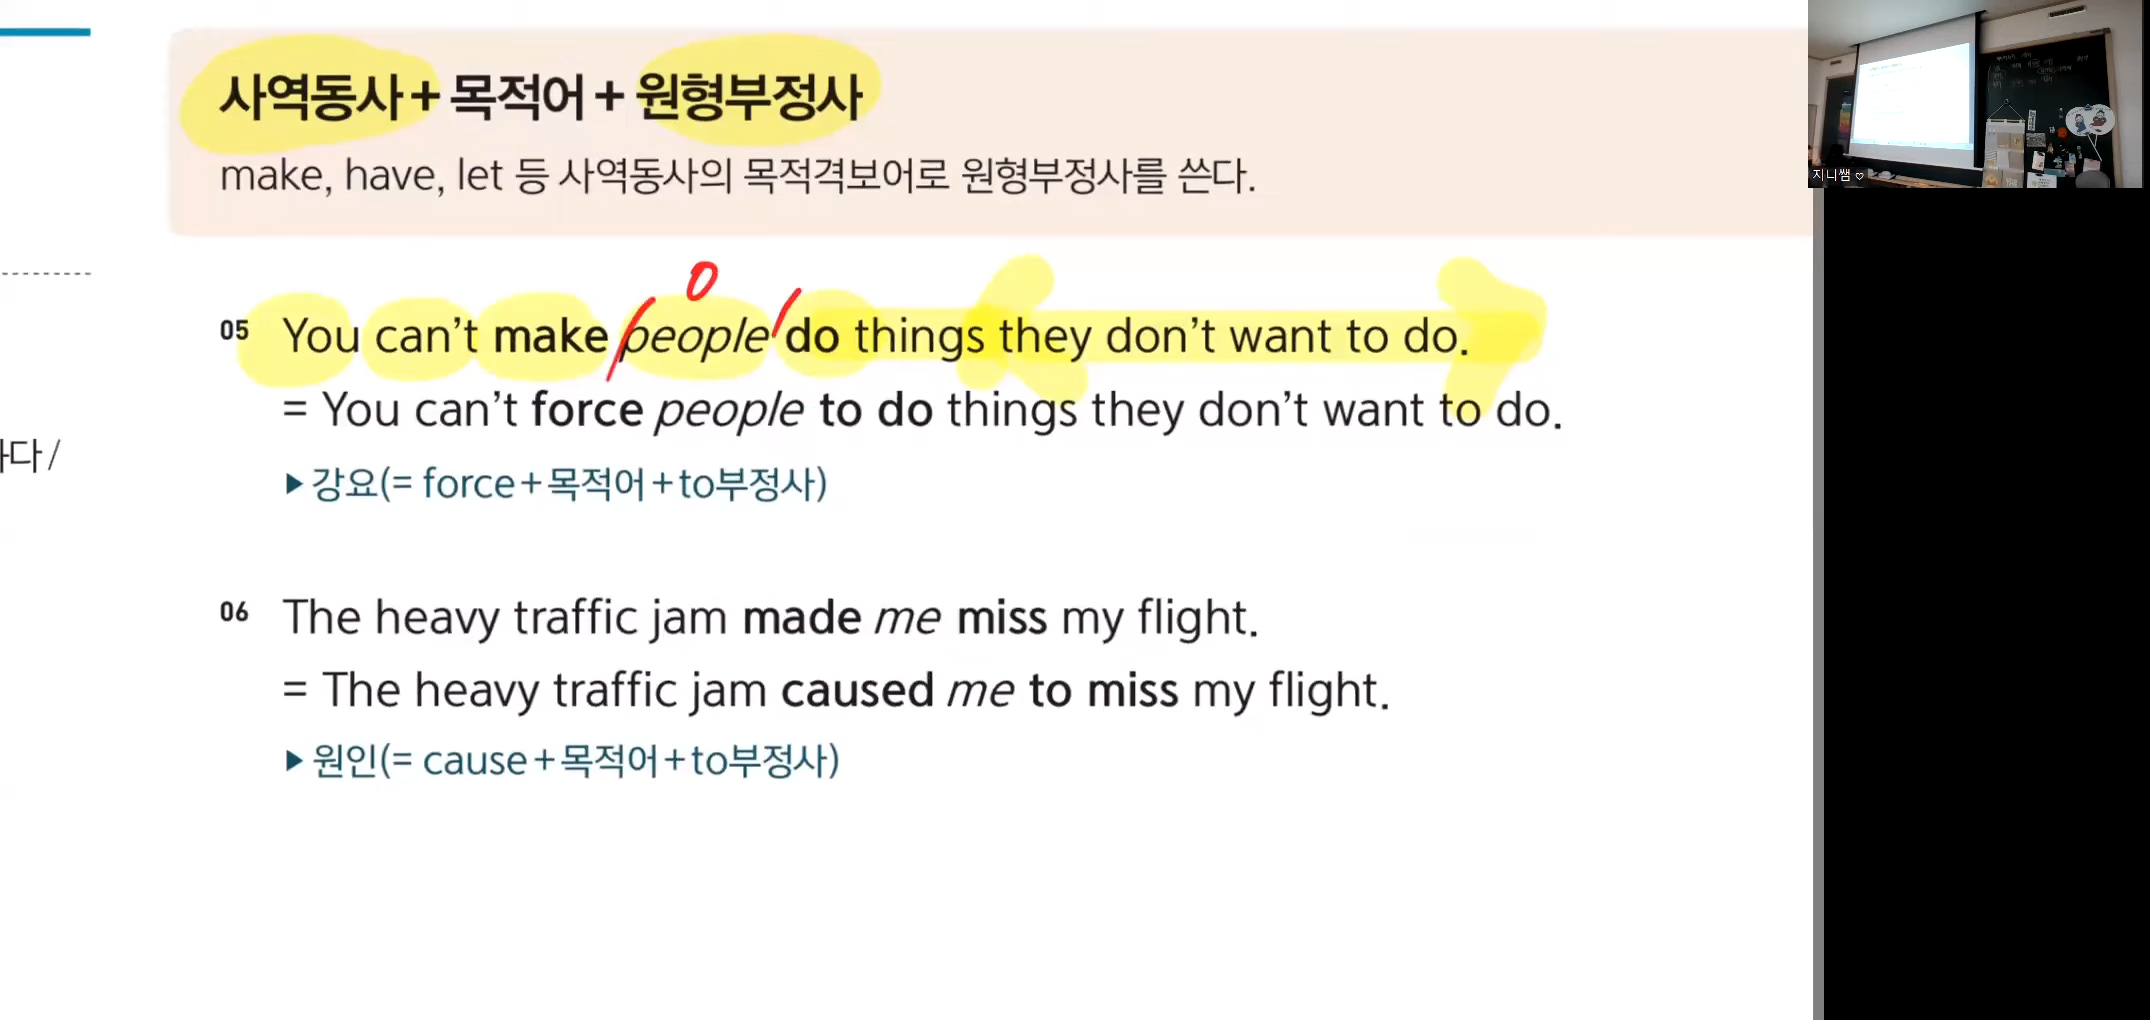 사역동사 + 목적어 + 원형부정사
make, have, let 등 사역동사의 목적격보어로 원형부정사를 쓴다.
O
05 You can't make people do things they don't want to do.
= You can't force people to do things they don't want to do.
▶ 강요(= force+목적어+to부정사)
다/
06 The heavy traffic jam made me miss my flight.
= The heavy traffic jam caused me to miss my flight.
▶ 원인(= cause+목적어+to부정사)
지니쌤 ♡